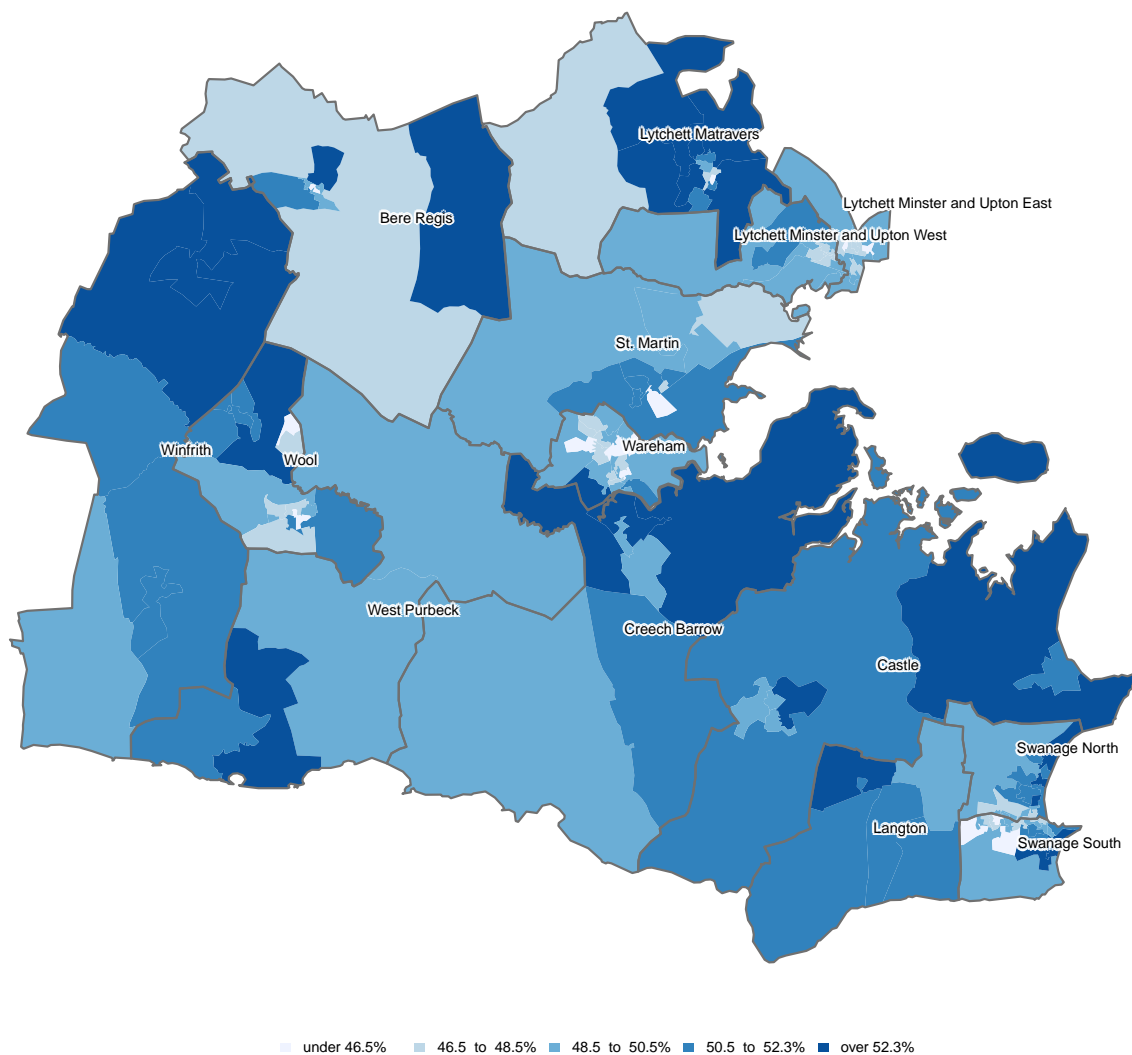 Lytchett Matravers
Lytchett Minster and Upton East
Bere Regis
Lytchett Minster and Upton West
St. Martin
Winfrith
Wool
Wareham
West Purbeck
Creech Barrow
Castle
Swanage North
Langton
Swanage South
under 46.5% 46.5 to 48.5% 48.5 to 50.5% 50.5 to 52.3% over 52.3%